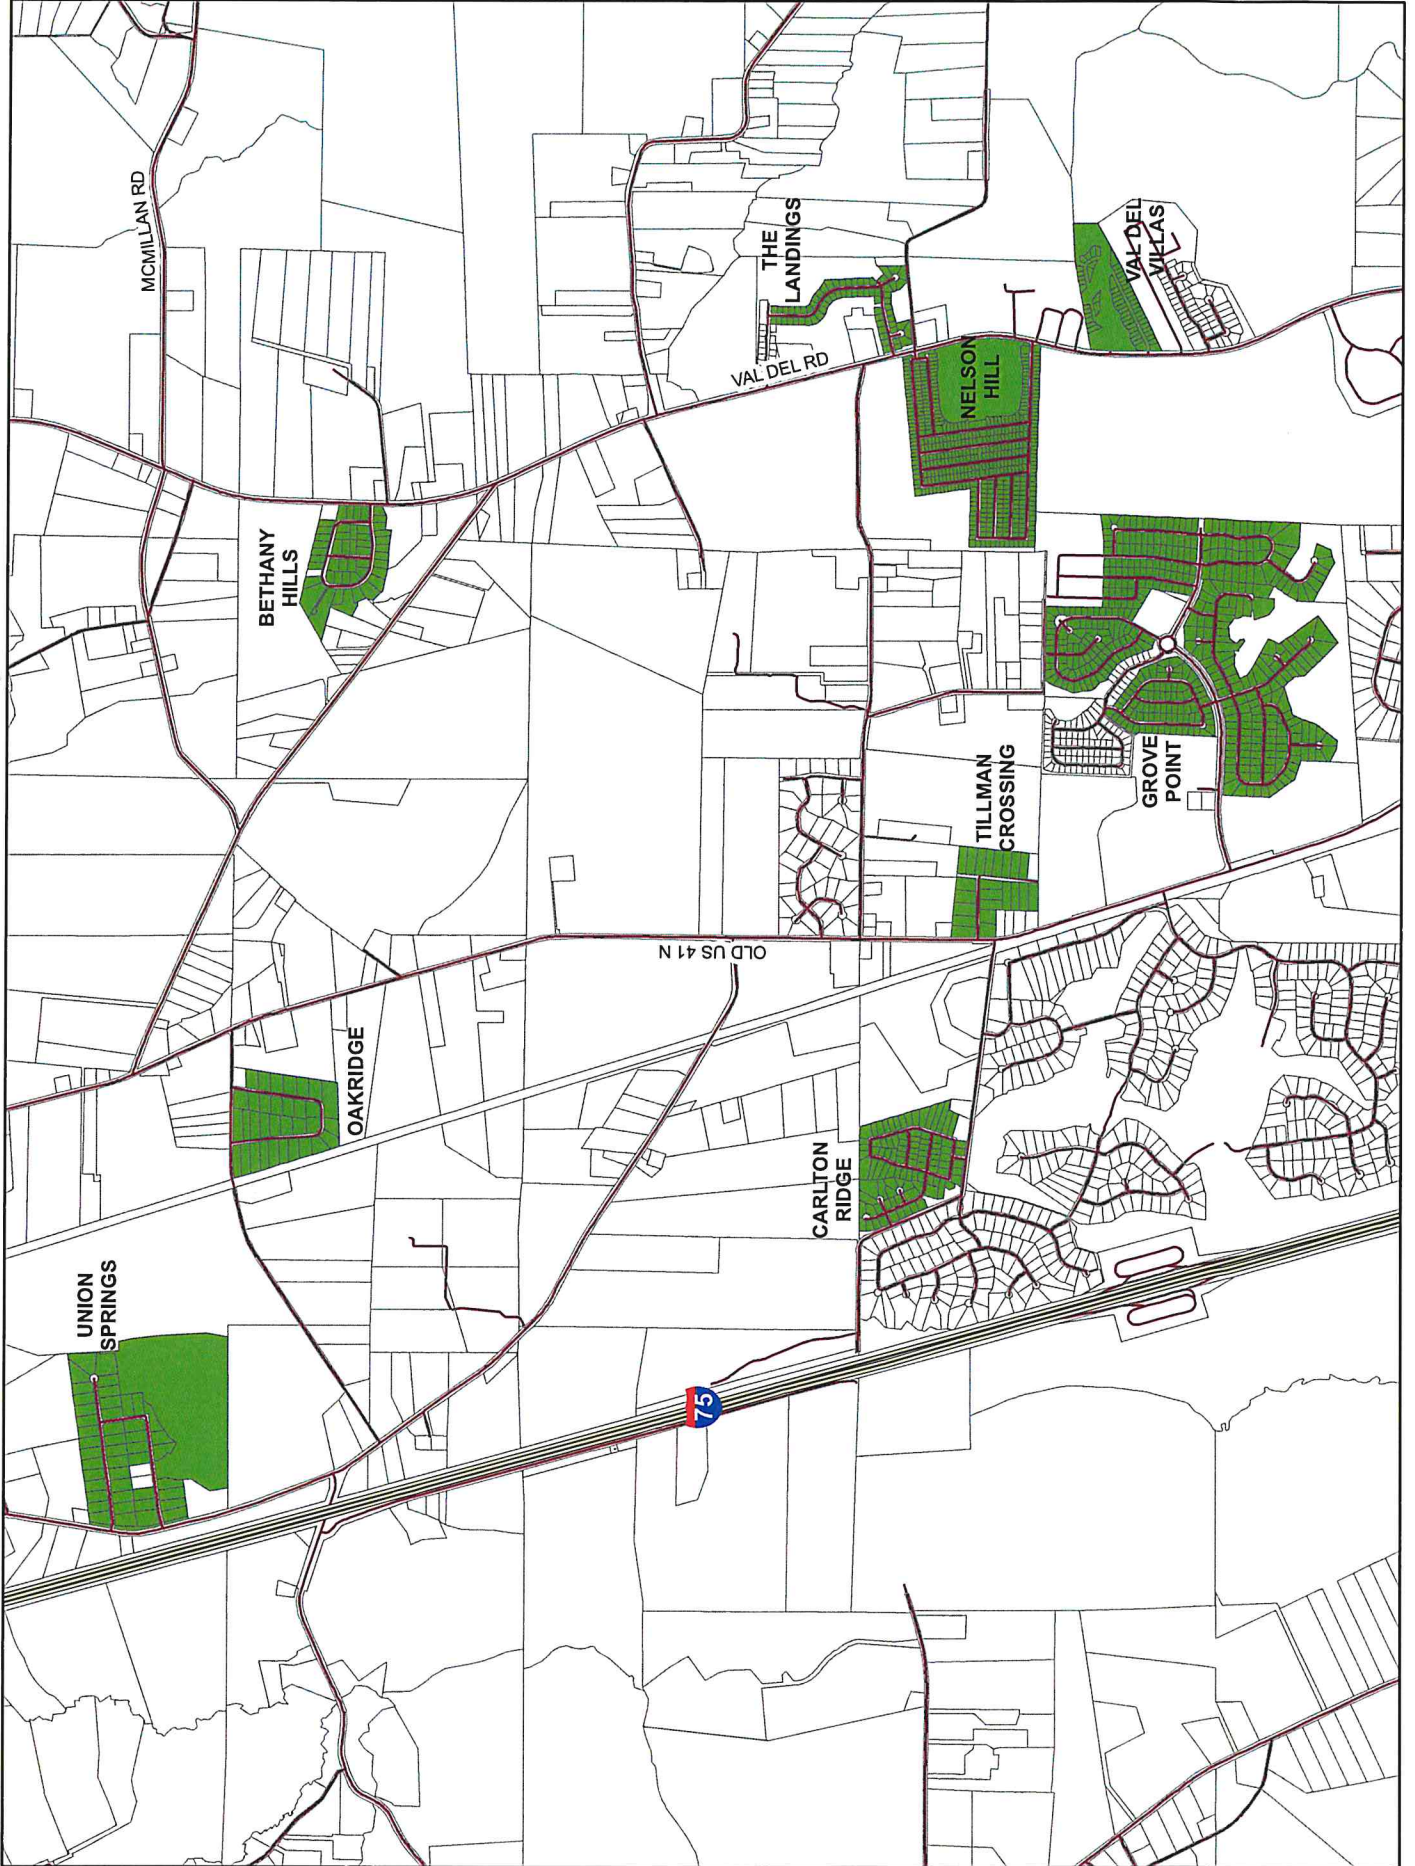 MCMILLAN RD
BETHANY
HILLS
VAL DEL RD
THE
LANDINGS
NELSON
HILL
VAL DEL
VILLAS
UNION
SPRINGS
OAKRIDGE
OLD US 41 N
75
CARLTON
RIDGE
TILLMAN
CROSSING
GROVE
POINT